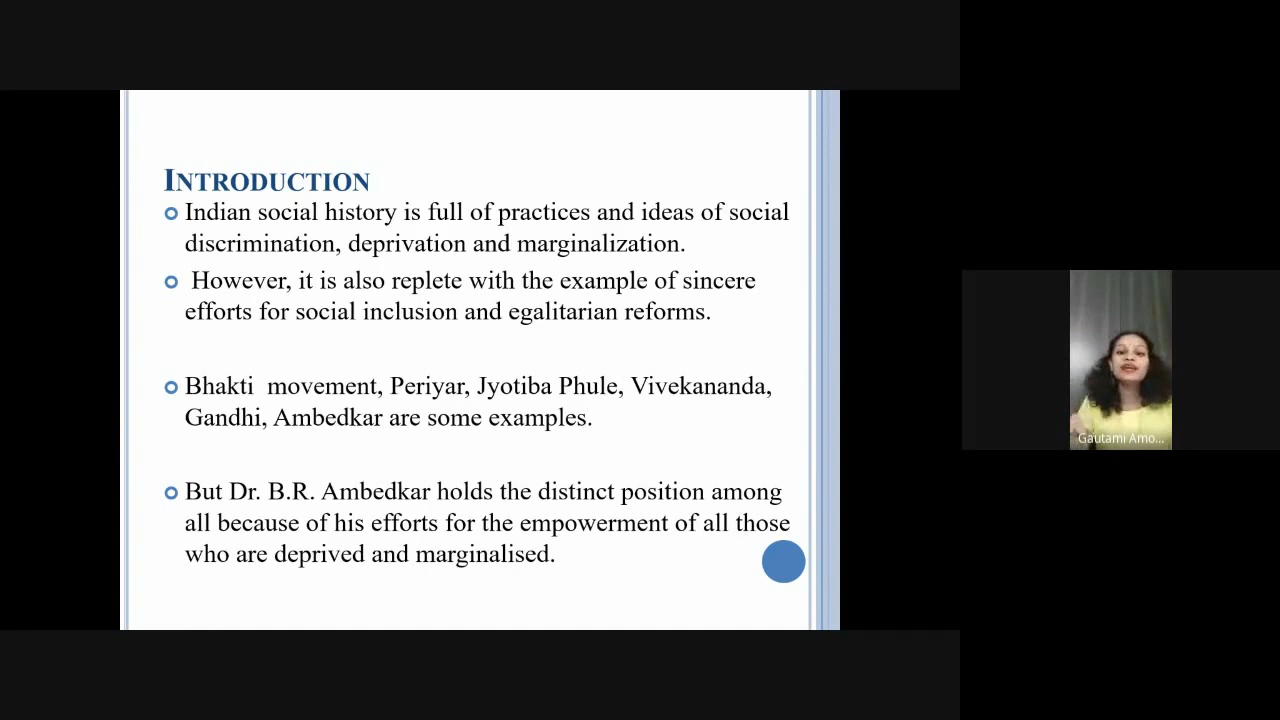 INTRODUCTION
Indian social history is full of practices and ideas of social
discrimination, deprivation and marginalization.
However, it is also replete with the example of sincere
efforts for social inclusion and egalitarian reforms.
Bhakti movement, Periyar, Jyotiba Phule, Vivekananda,
Gandhi, Ambedkar are some examples.
But Dr. B.R. Ambedkar holds the distinct position among
all because of his efforts for the empowerment of all those
who are deprived and marginalised.
Gautami Amo...